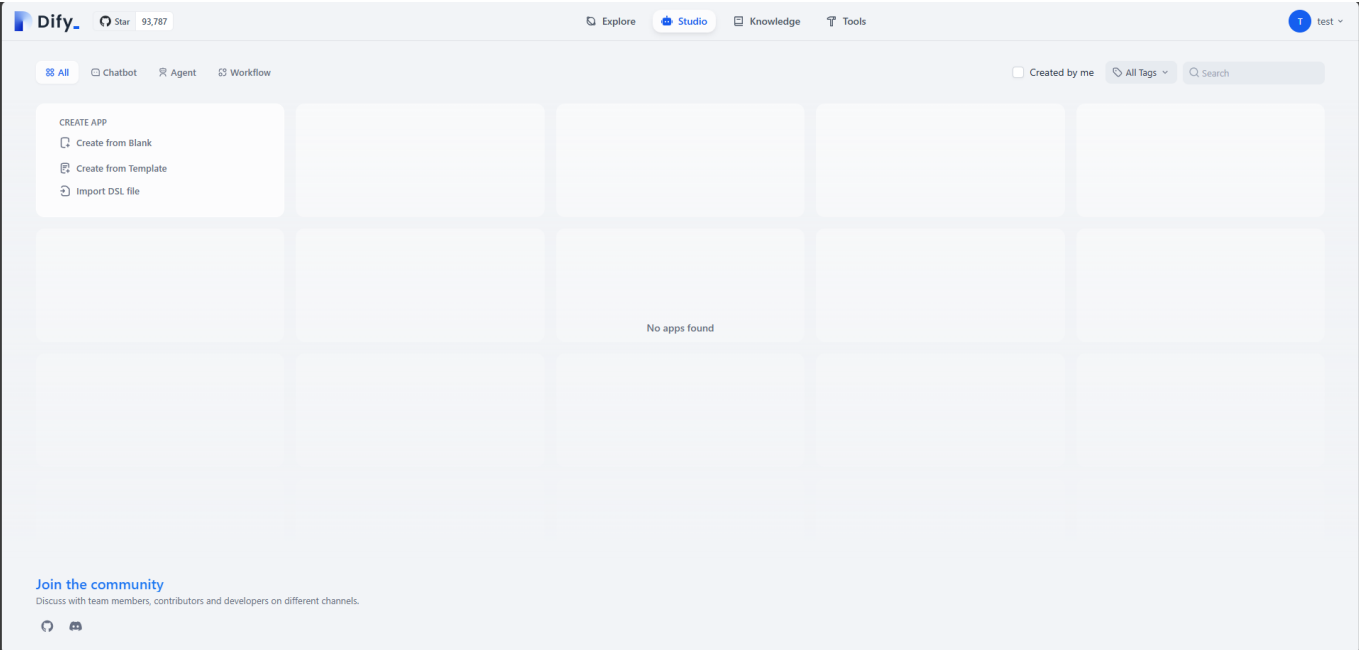 Dify_
Star 93,787
Explore
Studio
Knowledge
Tools
T test
All
Chatbot
Agent
Workflow
Created by me
All Tags
Search
CREATE APP
Create from Blank
Create from Template
Import DSL file
No apps found
Join the community
Discuss with team members, contributors and developers on different channels.